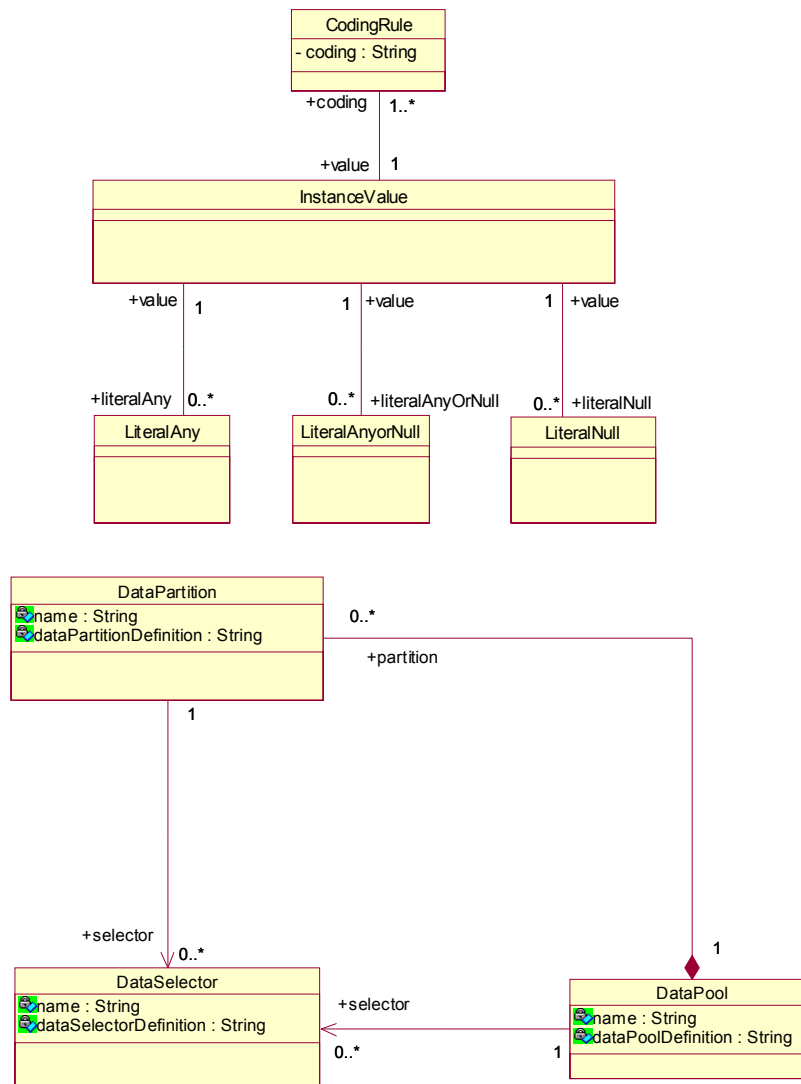 CodingRule
- coding : String
+coding 1..*
+value 1
InstanceValue
+value 1 1 +value 1 +value
+literalAny 0..* 0..* +literalAnyOrNull 0..* +literalNull
LiteralAny LiteralAnyorNull LiteralNull
DataPartition
name : String
dataPartitionDefinition : String
0..*
+partition
1
+selector
0..*
1
DataSelector
name : String
dataSelectorDefinition : String
+selector
0..* 1
DataPool
name : String
dataPoolDefinition : String